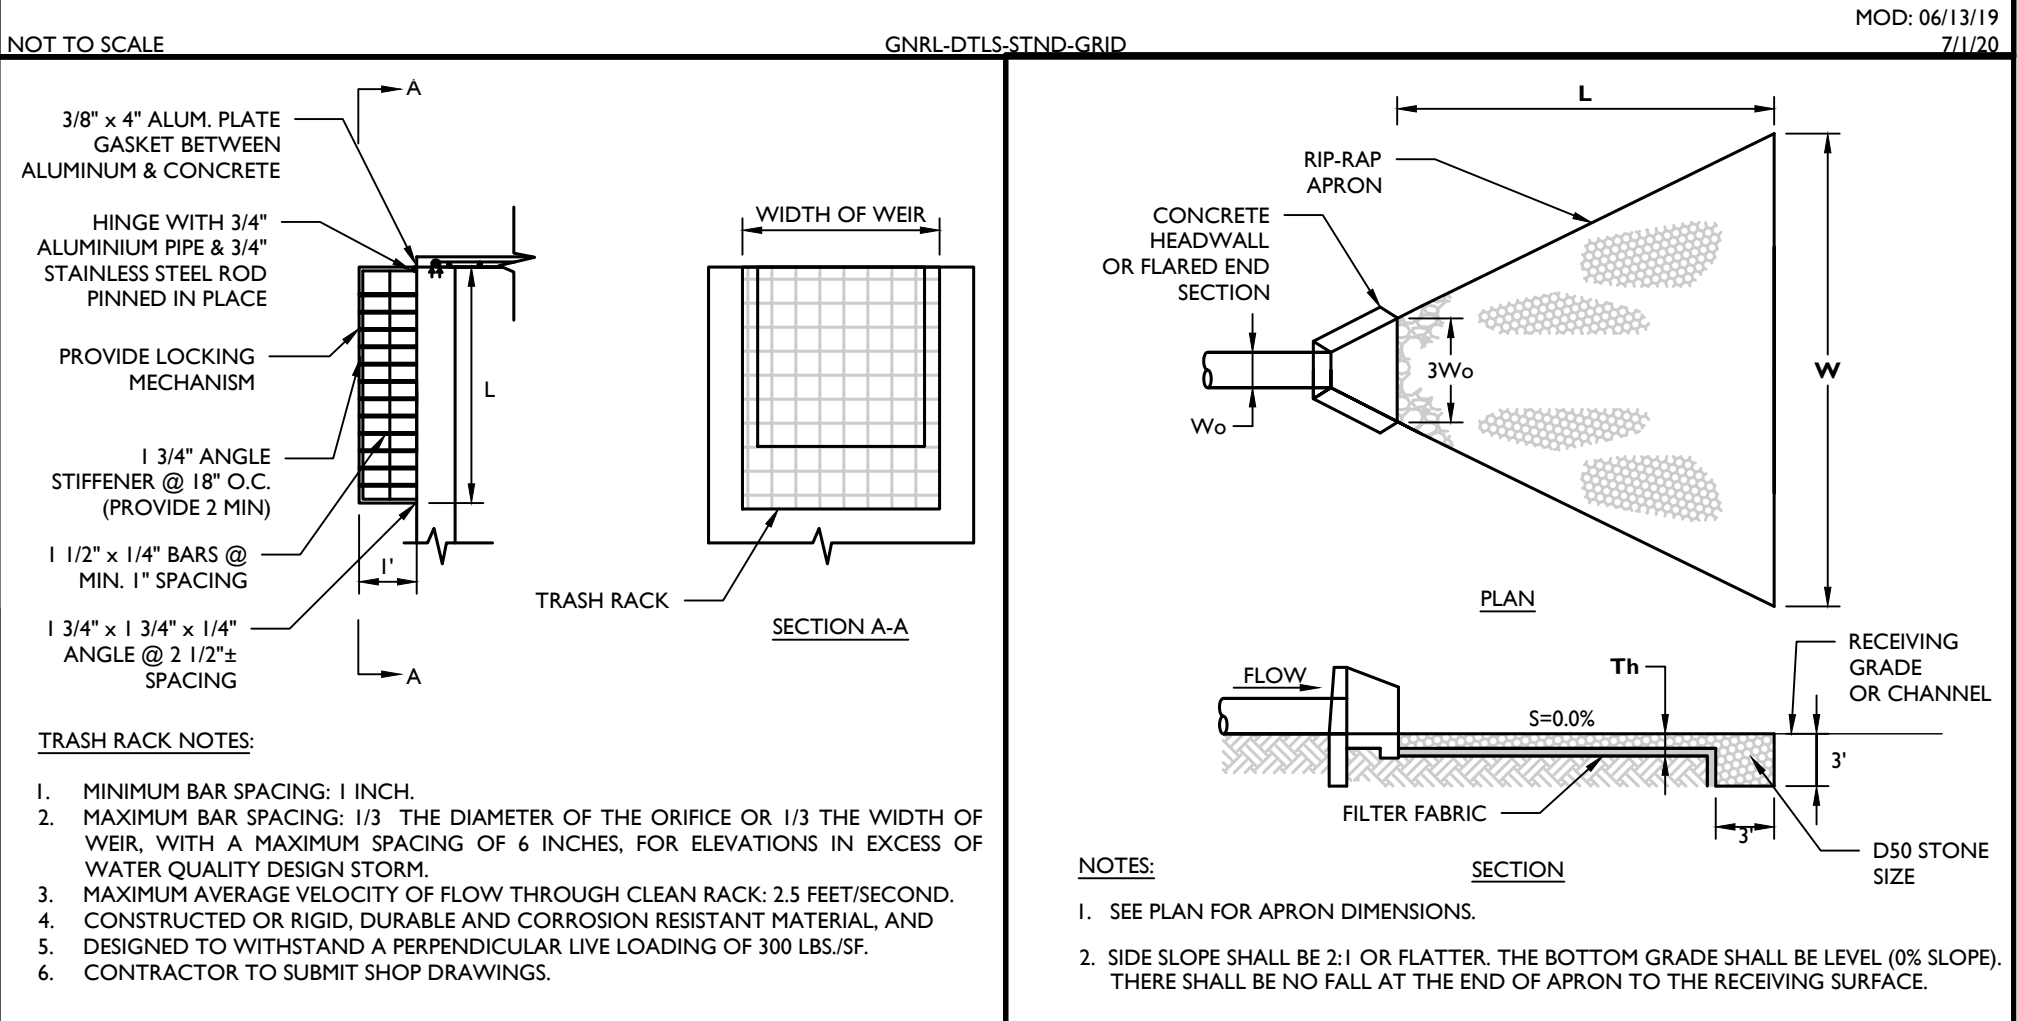 MOD: 06/13/19
NOT TO SCALE
GNRL-DTLS-STND-GRID
7/1/20
A
3/8" x 4" ALUM. PLATE
GASKET BETWEEN
ALUMINUM & CONCRETE
HINGE WITH 3/4"
ALUMINIUM PIPE & 3/4"
STAINLESS STEEL ROD
PINNED IN PLACE
PROVIDE LOCKING
MECHANISM
1 3/4" ANGLE
STIFFENER @ 18" O.C.
(PROVIDE 2 MIN)
1 1/2" x 1/4" BARS @
MIN. 1" SPACING
1 3/4" x 1 3/4" x 1/4"
ANGLE @ 2 1/2"±
SPACING
L
1'
A
WIDTH OF WEIR
TRASH RACK
SECTION A-A
TRASH RACK NOTES:
1. MINIMUM BAR SPACING: 1 INCH.
2. MAXIMUM BAR SPACING: 1/3 THE DIAMETER OF THE ORIFICE OR 1/3 THE WIDTH OF
WEIR, WITH A MAXIMUM SPACING OF 6 INCHES, FOR ELEVATIONS IN EXCESS OF
WATER QUALITY DESIGN STORM.
3. MAXIMUM AVERAGE VELOCITY OF FLOW THROUGH CLEAN RACK: 2.5 FEET/SECOND.
4. CONSTRUCTED OR RIGID, DURABLE AND CORROSION RESISTANT MATERIAL, AND
5. DESIGNED TO WITHSTAND A PERPENDICULAR LIVE LOADING OF 300 LBS./SF.
6. CONTRACTOR TO SUBMIT SHOP DRAWINGS.
L
RIP-RAP
APRON
CONCRETE
HEADWALL
OR FLARED END
SECTION
3Wo
W
Wo
PLAN
RECEIVING
GRADE
OR CHANNEL
Th
FLOW
S=0.0%
3'
FILTER FABRIC
3'
D50 STONE
SIZE
SECTION
NOTES:
1. SEE PLAN FOR APRON DIMENSIONS.
2. SIDE SLOPE SHALL BE 2:1 OR FLATTER. THE BOTTOM GRADE SHALL BE LEVEL (0% SLOPE).
THERE SHALL BE NO FALL AT THE END OF APRON TO THE RECEIVING SURFACE.